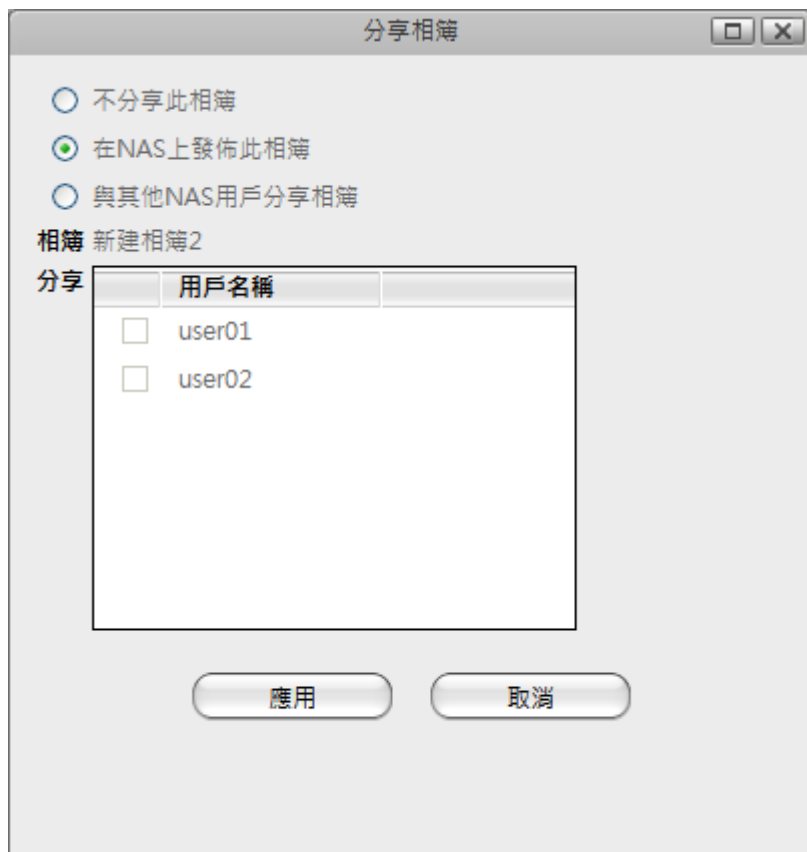 分享相簿
不分享此相簿
在NAS上發佈此相簿
與其他NAS用戶分享相簿
相簿 新建相簿2
分享
用戶名稱
user01
user02
應用 取消